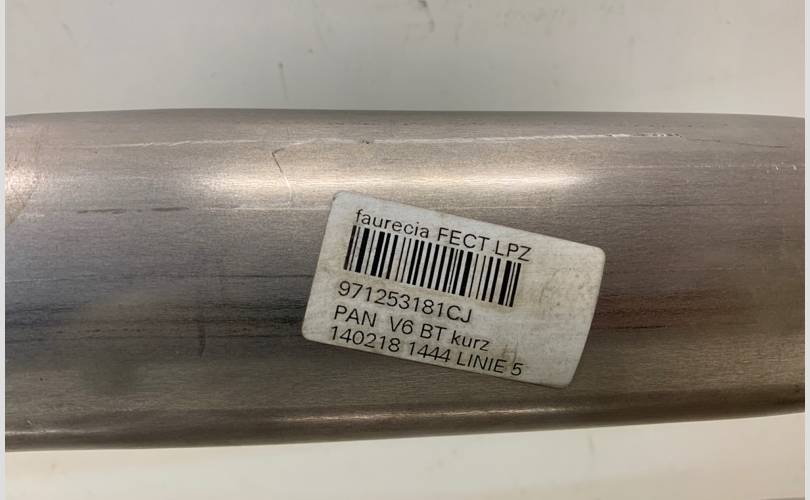 faurecia FECT LPZ
971253181CJ
PAN V6 BT kurz
140218 1444 LINIE 5